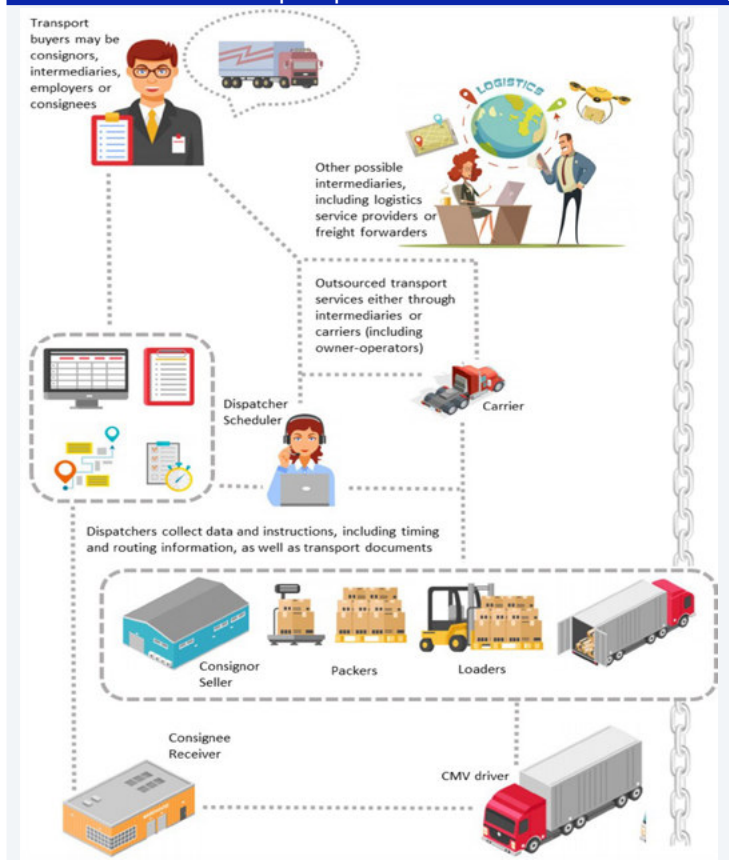 Transport
buyers may be
consignors,
intermediaries,
employers or
consignees
LOGISTICS
Other possible
intermediaries,
including logistics
service providers or
freight forwarders
Outsourced transport
services either through
intermediaries or
carriers (including
owner-operators)
Dispatcher
Scheduler
Carrier
Dispatchers collect data and instructions, including timing
and routing information, as well as transport documents
Consignor
Seller
Packers
Loaders
Consignee
Receiver
CMV driver